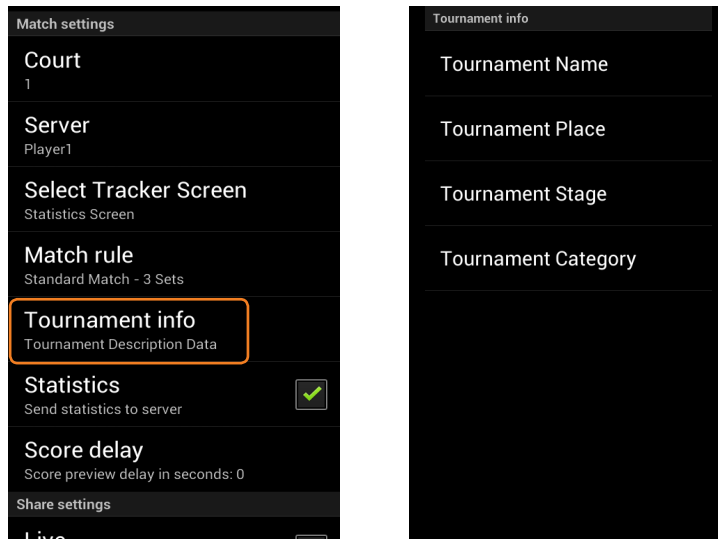 Match settings
Court
1
Server
Player1
Select Tracker Screen
Statistics Screen
Match rule
Standard Match - 3 Sets
Tournament info
Tournament Description Data
Statistics
Send statistics to server
Score delay
Score preview delay in seconds: 0
Share settings
Live
Tournament info
Tournament Name
Tournament Place
Tournament Stage
Tournament Category